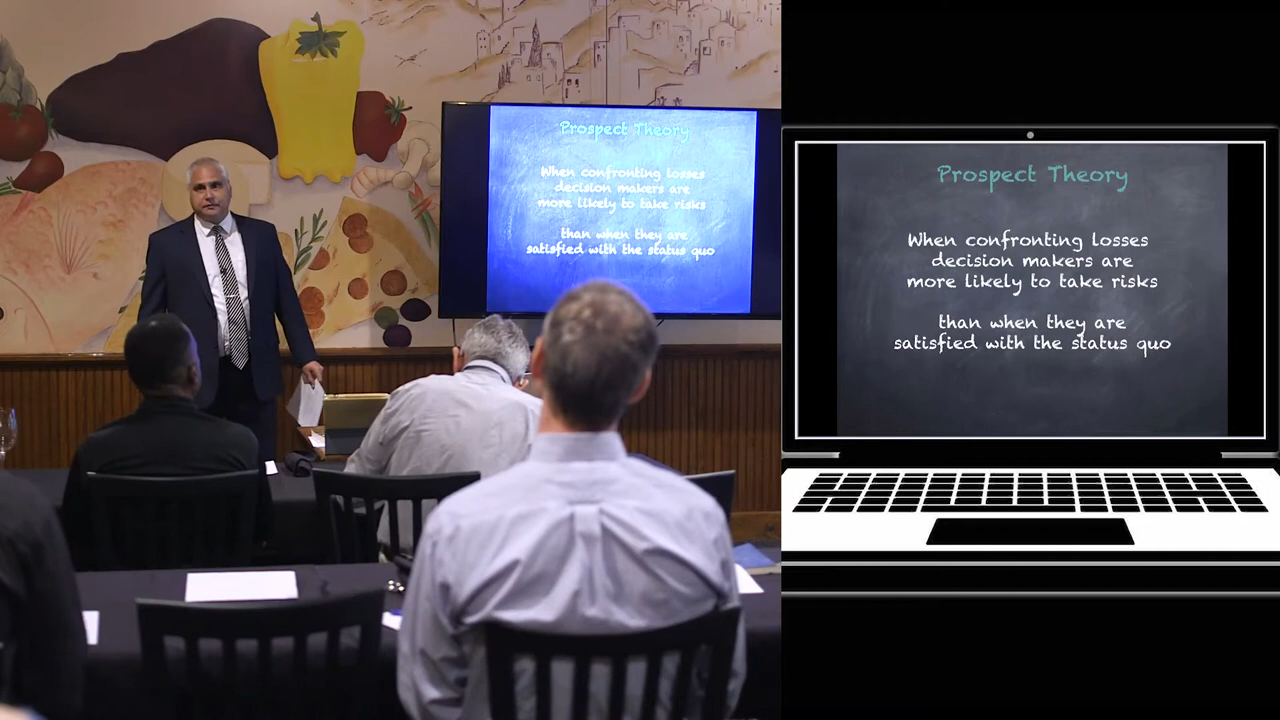 Prospect Theory
When confronting losses
decision makers are
more likely to take risks
than when they are
satisfied with the status quo
Prospect Theory
When confronting losses
decision makers are
more likely to take risks
than when they are
satisfied with the status quo